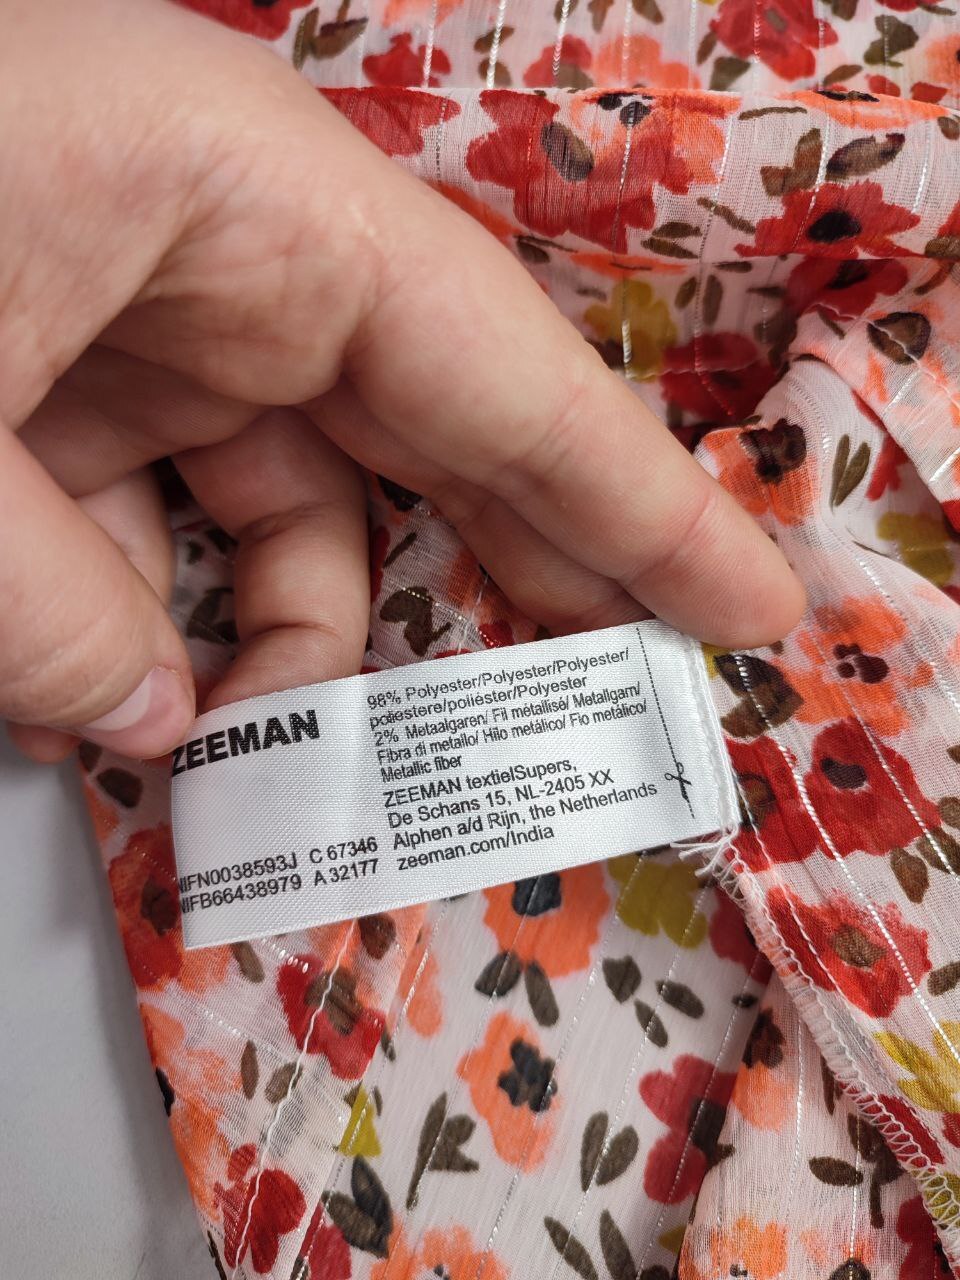 ZEEMAN
NIFN0038593J C 67346
NIFB66438979 A 32177
98% Polyester/Polyester/Polyester/
poliestere/poliéster/Polyester
2% Metaalgaren/ Fil métallisé/ Metallgarn/
Fibra di metallo/ Hilo metálico/ Fio metálico/
Metallic fiber
ZEEMAN textielSupers,
De Schans 15, NL-2405 XX
Alphen a/d Rijn, the Netherlands
zeeman.com/India